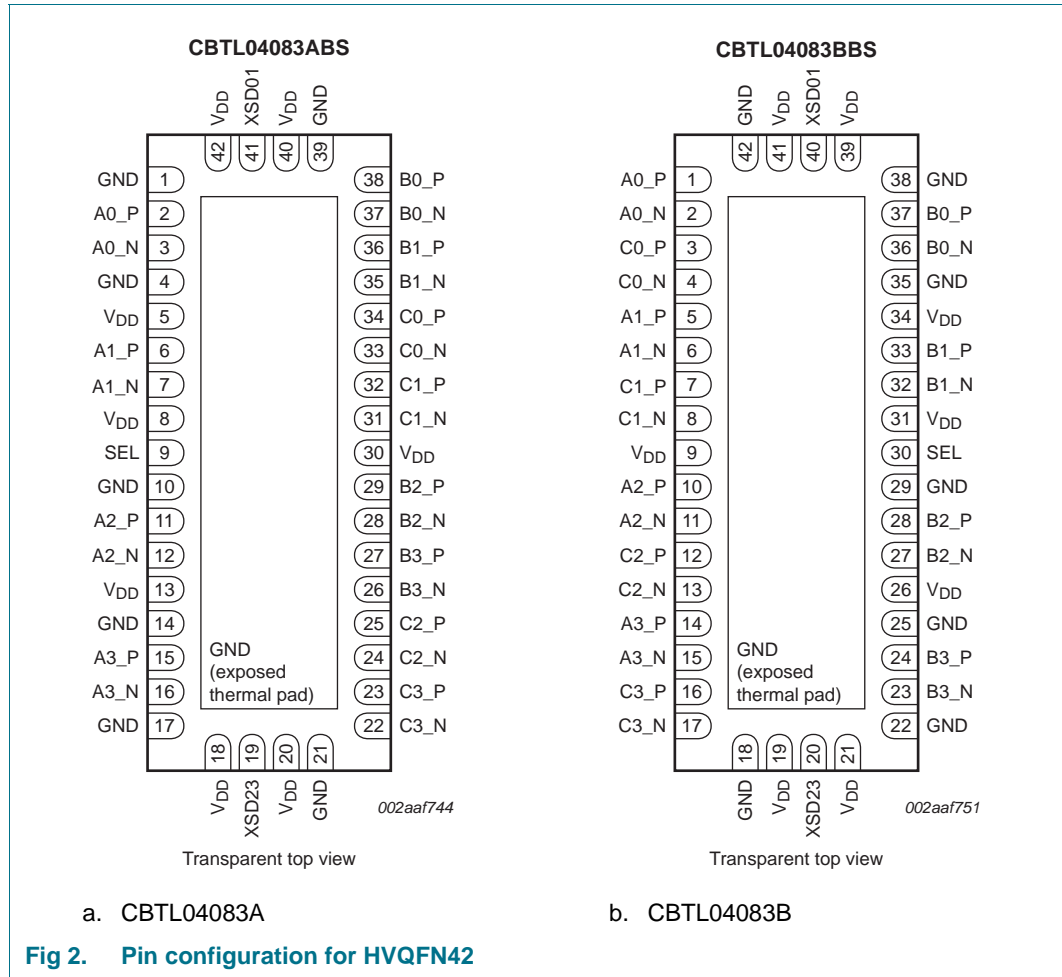 CBTL04083ABS
VDD XSD01 VDD GND
42 41 40 39
GND 1 38 B0_P
A0_P 2 37 B0_N
A0_N 3 36 B1_P
GND 4 35 B1_N
VDD 5 34 C0_P
A1_P 6 33 C0_N
A1_N 7 32 C1_P
VDD 8 31 C1_N
SEL 9 30 VDD
GND 10 29 B2_P
A2_P 11 28 B2_N
A2_N 12 27 B3_P
VDD 13 26 B3_N
GND 14 25 C2_P
A3_P 15 24 C2_N
A3_N 16 23 C3_P
GND 17 22 C3_N
GND
(exposed
thermal pad)
18 19 20 21
VDD XSD23 VDD GND
002aaf744
Transparent top view
a. CBTL04083A
CBTL04083BBS
GND VDD XSD01 VDD
42 41 40 39
A0_P 1 38 GND
A0_N 2 37 B0_P
C0_P 3 36 B0_N
C0_N 4 35 GND
A1_P 5 34 VDD
A1_N 6 33 B1_P
C1_P 7 32 B1_N
C1_N 8 31 VDD
VDD 9 30 SEL
A2_P 10 29 GND
A2_N 11 28 B2_P
C2_P 12 27 B2_N
C2_N 13 26 VDD
A3_P 14 25 GND
A3_N 15 24 B3_P
C3_P 16 23 B3_N
C3_N 17 22 GND
GND
(exposed
thermal pad)
18 19 20 21
GND VDD XSD23 VDD
002aaf751
Transparent top view
b. CBTL04083B
Fig 2. Pin configuration for HVQFN42